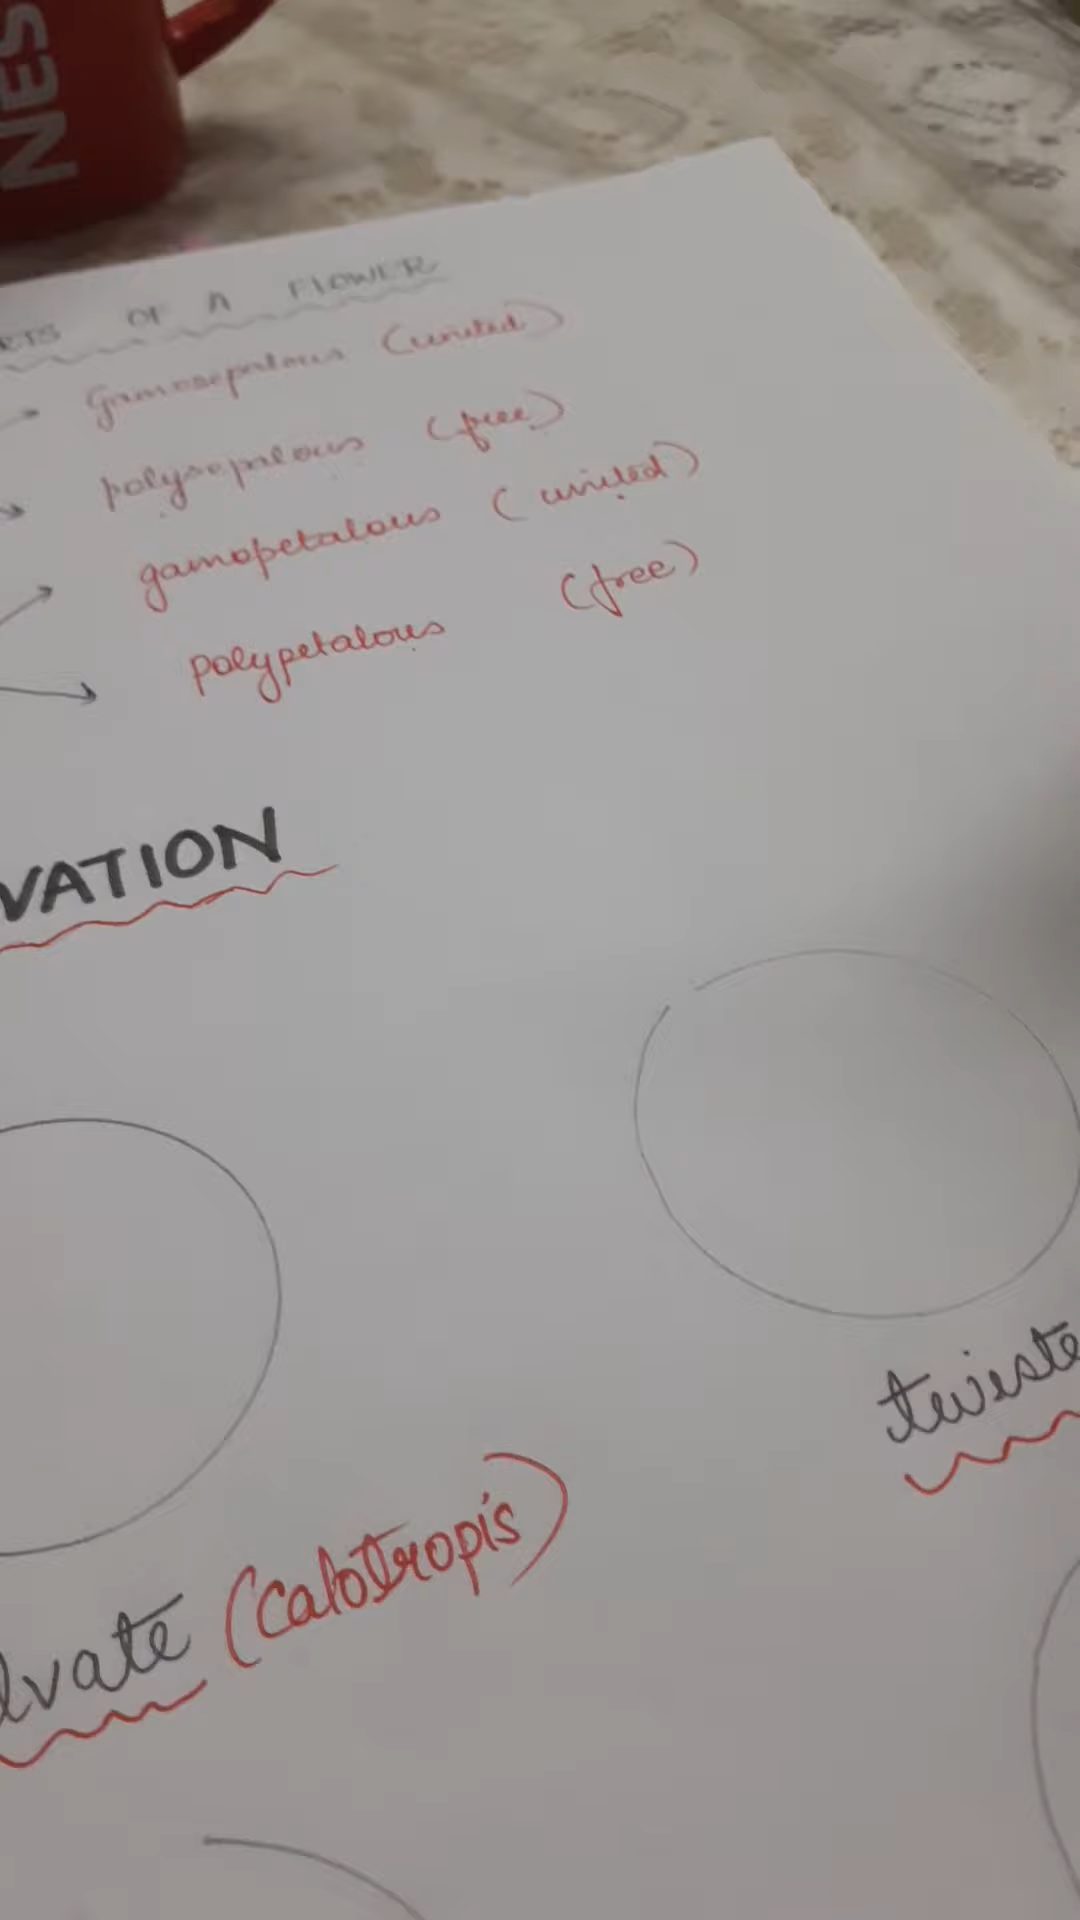 NES
OF A FLOWER
Gamosepalous (united)
polysepalous (free)
gamopetalous (united)
polypetalous (free)
VATION
twiste
lvate (calotropis)